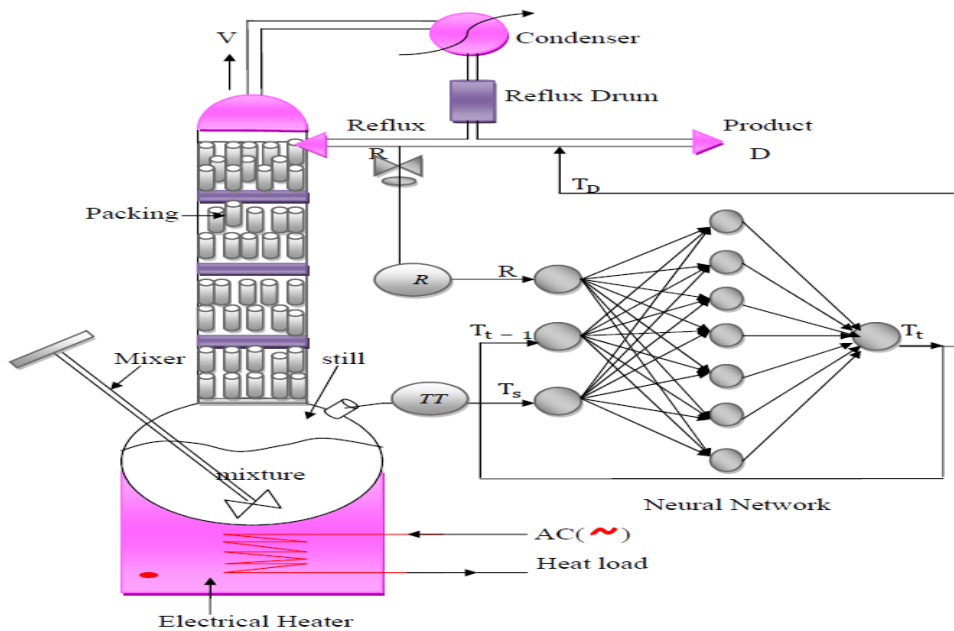 V
Condenser
Reflux Drum
Reflux
R
Product
D
T_D
Packing
R
R
T_{t-1}
T_t
Mixer
still
TT
T_s
mixture
Neural Network
AC(~)
Heat load
Electrical Heater